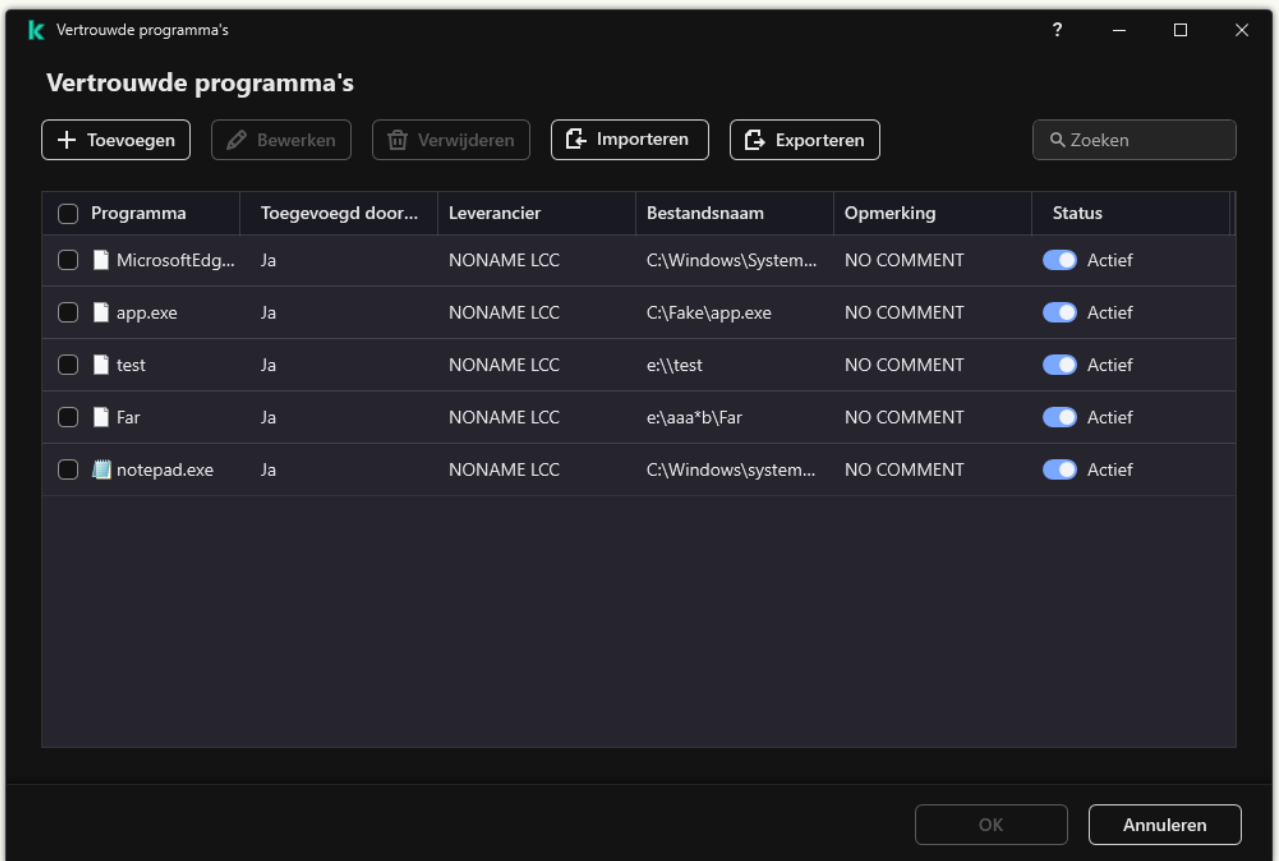 Vertrouwde programma's
?
Vertrouwde programma's
Toevoegen Bewerken Verwijderen Importeren Exporteren Zoeken
Programma Toegevoegd door... Leverancier Bestandsnaam Opmerking Status
MicrosoftEdg... Ja NONAME LCC C:\Windows\System... NO COMMENT Actief
app.exe Ja NONAME LCC C:\Fake\app.exe NO COMMENT Actief
test Ja NONAME LCC e:\\test NO COMMENT Actief
Far Ja NONAME LCC e:\aaa*b\Far NO COMMENT Actief
notepad.exe Ja NONAME LCC C:\Windows\system... NO COMMENT Actief
OK Annuleren